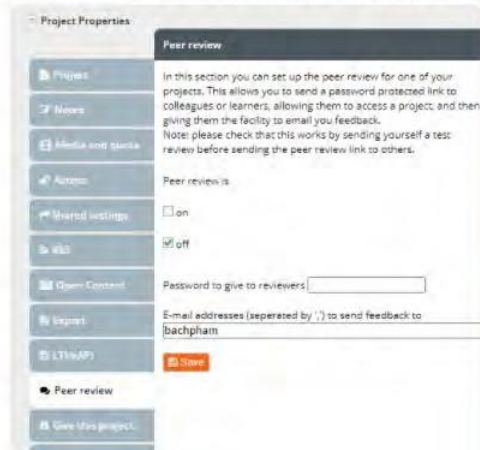 Project Properties
Peer review
Project
Notes
Media and quota
Access
Shared settings
RSS
Open Content
Export
LTI/xAPI
Peer review
Give this project
In this section you can set up the peer review for one of your
projects. This allows you to send a password protected link to
colleagues or learners, allowing them to access a project, and then
giving them the facility to email you feedback.
Note: please check that this works by sending yourself a test
review before sending the peer review link to others.
Peer review is
on
off
Password to give to reviewers
E-mail addresses (seperated by ',') to send feedback to
bachpham
Save